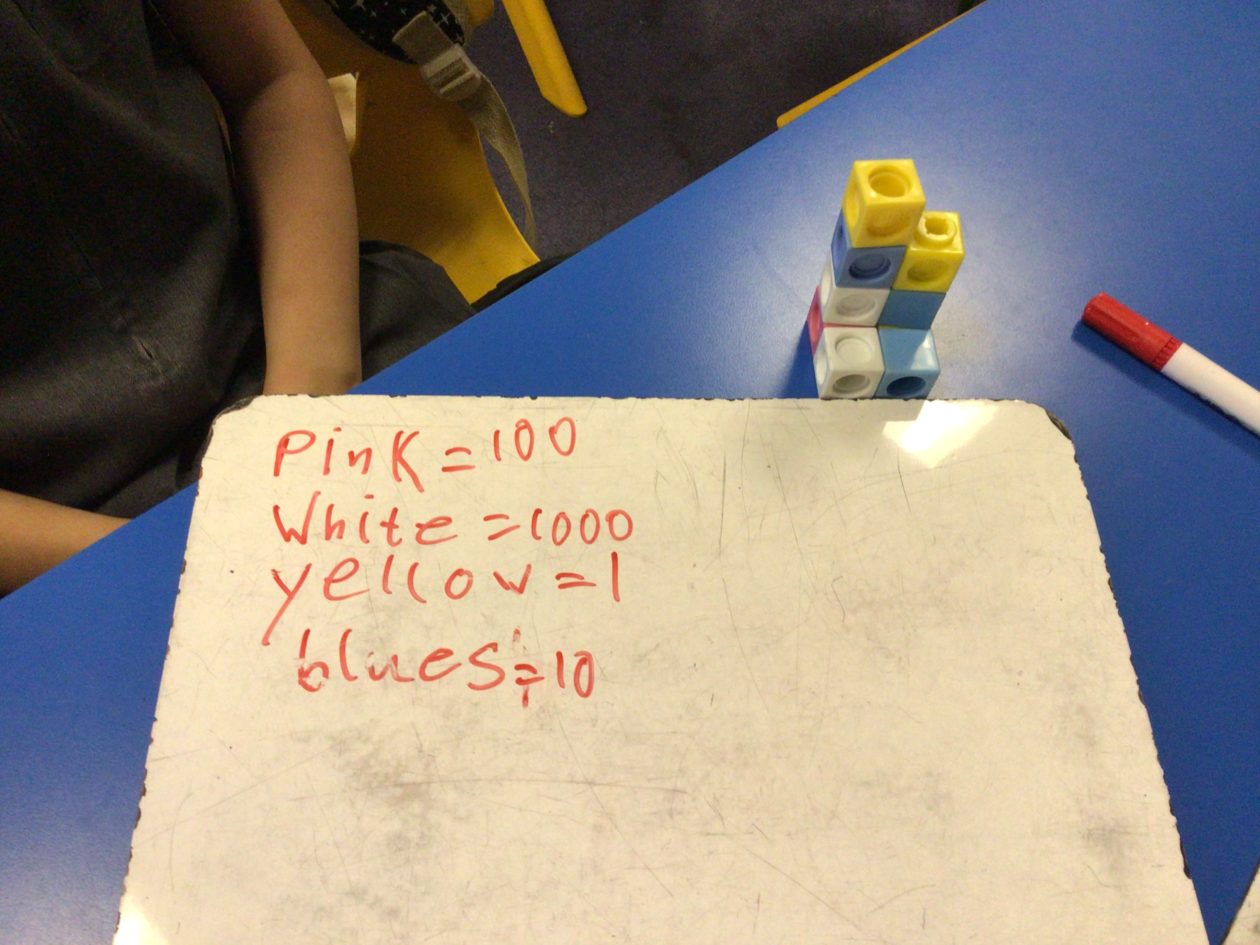 Pink = 100
White = 1000
yellow = 1
blues = 10